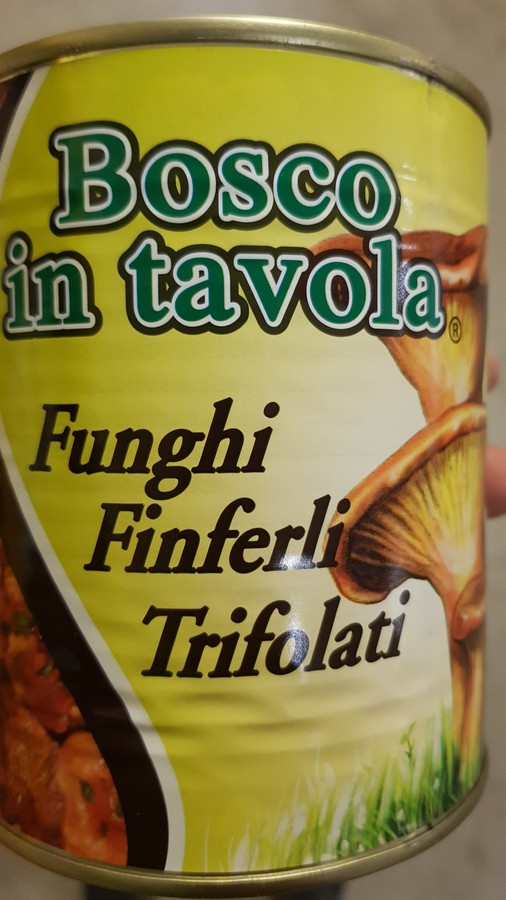 Bosco
in tavola®
Funghi
Finferli
Trifolati